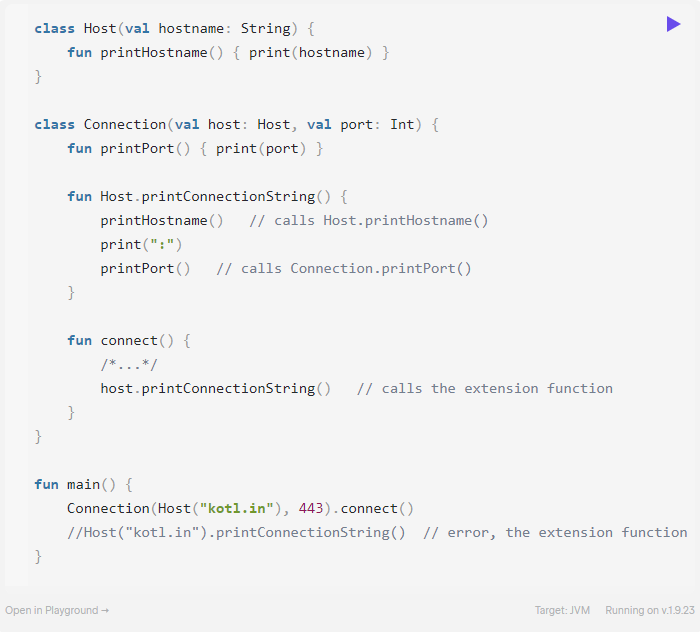 class Host(val hostname: String) {
    fun printHostname() { print(hostname) }
}

class Connection(val host: Host, val port: Int) {
    fun printPort() { print(port) }

    fun Host.printConnectionString() {
        printHostname()   // calls Host.printHostname()
        print(":")
        printPort()   // calls Connection.printPort()
    }

    fun connect() {
        /*...*/
        host.printConnectionString()   // calls the extension function
    }
}

fun main() {
    Connection(Host("kotl.in"), 443).connect()
    //Host("kotl.in").printConnectionString()  // error, the extension function
}
Open in Playground →
Target: JVM
Running on v.1.9.23